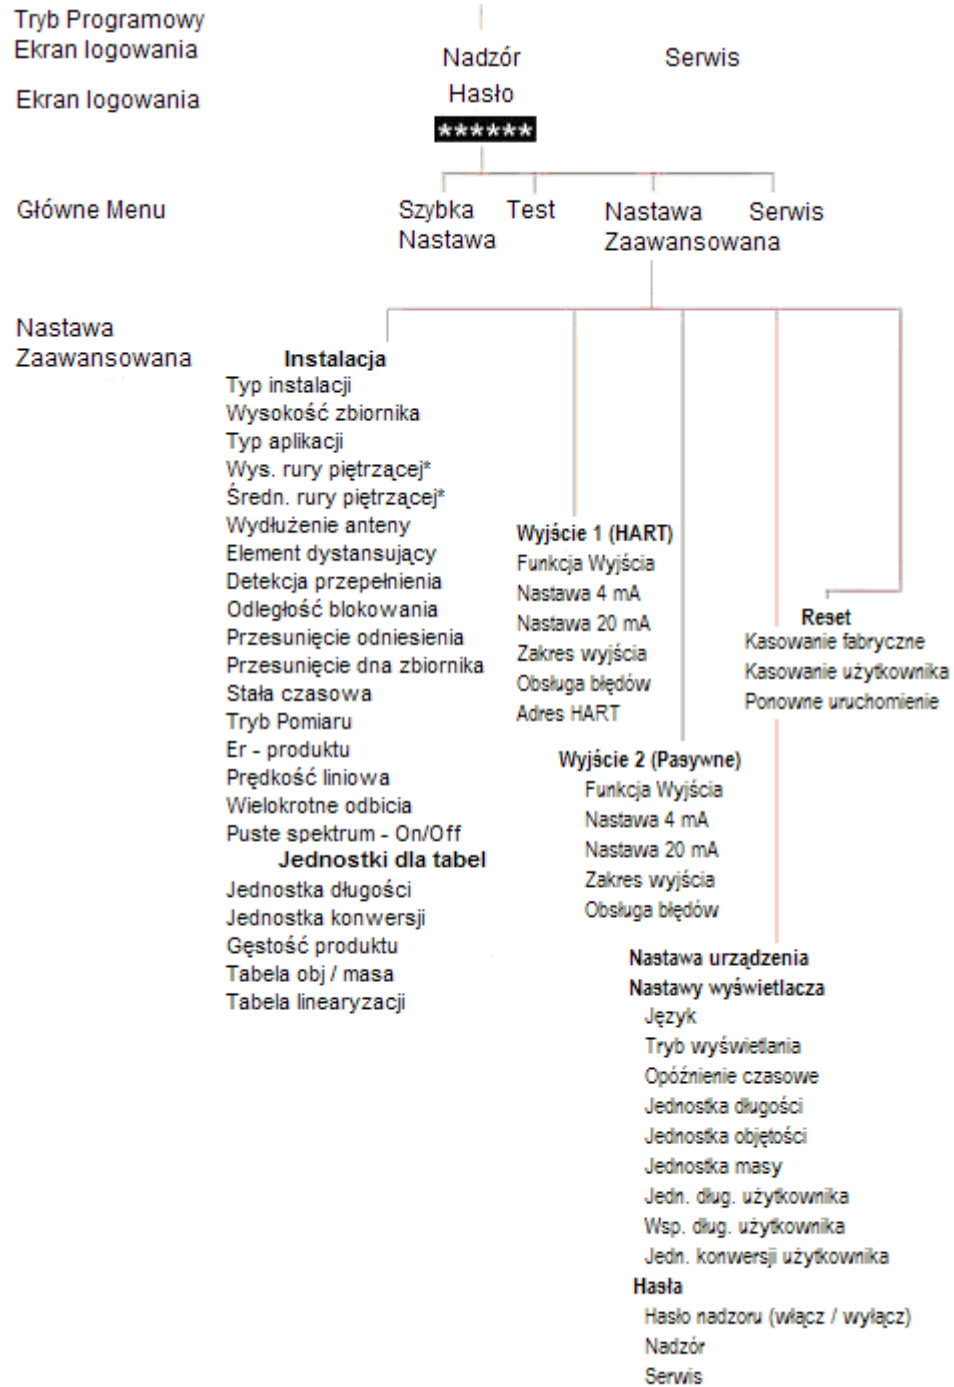 Tryb Programowy
Ekran logowania
Nadzór
Serwis
Ekran logowania
Hasło
******
Główne Menu
Szybka
Nastawa
Test
Nastawa
Zaawansowana
Serwis
Nastawa
Zaawansowana
Instalacja
Typ instalacji
Wysokość zbiornika
Typ aplikacji
Wys. rury piętrzącej*
Średn. rury piętrzącej*
Wydłużenie anteny
Element dystansujący
Detekcja przepełnienia
Odległość blokowania
Przesunięcie odniesienia
Przesunięcie dna zbiornika
Stała czasowa
Tryb Pomiaru
Er - produktu
Prędkość liniowa
Wielokrotne odbicia
Puste spektrum - On/Off
Jednostki dla tabel
Jednostka długości
Jednostka konwersji
Gęstość produktu
Tabela obj / masa
Tabela linearyzacji
Wyjście 1 (HART)
Funkcja Wyjścia
Nastawa 4 mA
Nastawa 20 mA
Zakres wyjścia
Obsługa błędów
Adres HART
Wyjście 2 (Pasywne)
Funkcja Wyjścia
Nastawa 4 mA
Nastawa 20 mA
Zakres wyjścia
Obsługa błędów
Nastawa urządzenia
Nastawy wyświetlacza
Język
Tryb wyświetlania
Opóźnienie czasowe
Jednostka długości
Jednostka objętości
Jednostka masy
Jedn. dług. użytkownika
Wsp. dług. użytkownika
Jedn. konwersji użytkownika
Hasła
Hasło nadzoru (włącz / wyłącz)
Nadzór
Serwis
Reset
Kasowanie fabryczne
Kasowanie użytkownika
Ponowne uruchomienie